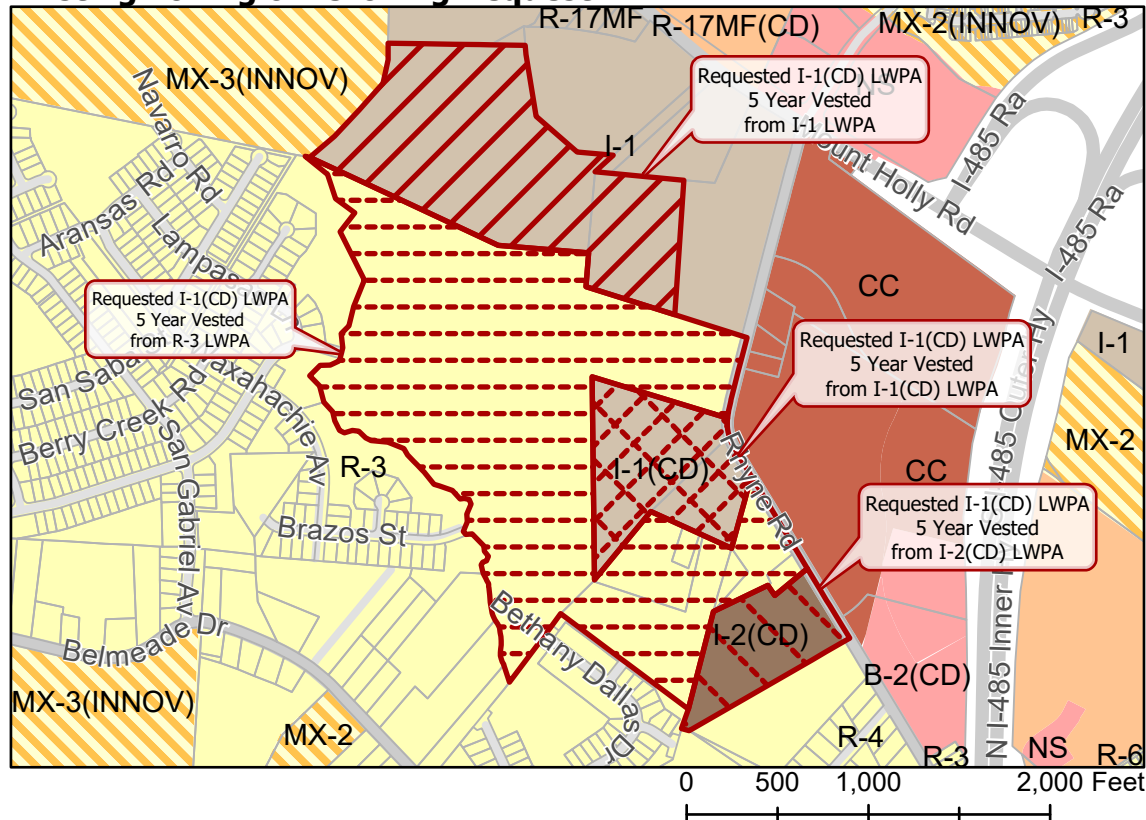 R-17MF
R-17MF(CD)
MX-2(INNOV)
R-3
MX-3(INNOV)
Requested I-1(CD) LWPA
5 Year Vested
from I-1 LWPA
NS
I-485 Ra
Navarro Rd
I-1
Mount Holly Rd
Aransas Rd
I-485 Ra
CC
Requested I-1(CD) LWPA
5 Year Vested
from R-3 LWPA
Requested I-1(CD) LWPA
5 Year Vested
from I-1(CD) LWPA
I-1
San Saba St
Waxahachie Av
Berry Creek Rd
San Gabriel Av
R-3
I-1(CD)
Rhyne Rd
CC
MX-2
Requested I-1(CD) LWPA
5 Year Vested
from I-2(CD) LWPA
Brazos St
Bethany Dallas Dr
Belmeade Dr
I-2(CD)
B-2(CD)
N I-485 Inner
MX-3(INNOV)
MX-2
R-4
R-3
NS
R-6
0 500 1,000 2,000 Feet